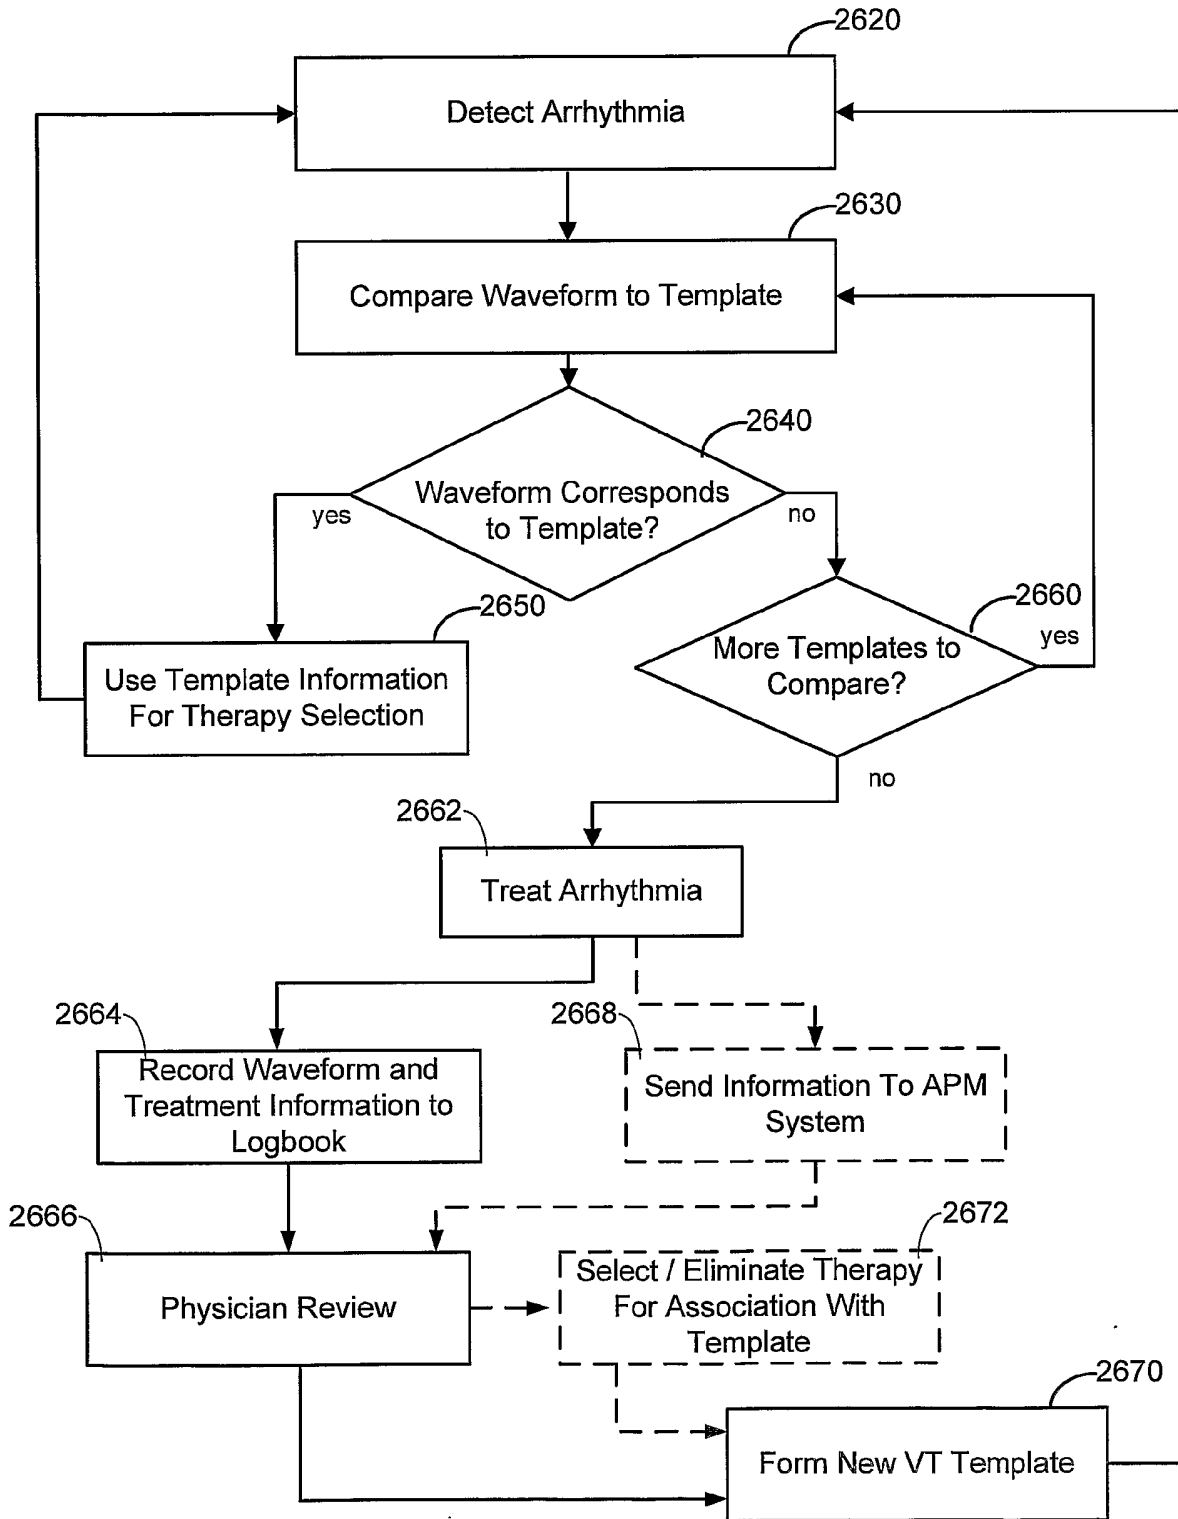 2620
Detect Arrhythmia
2630
Compare Waveform to Template
2640
Waveform Corresponds
to Template?
yes
no
2650
Use Template Information
For Therapy Selection
2660
More Templates to
Compare?
yes
no
2662
Treat Arrhythmia
2664
Record Waveform and
Treatment Information to
Logbook
2668
Send Information To APM
System
2666
Physician Review
2672
Select / Eliminate Therapy
For Association With
Template
2670
Form New VT Template